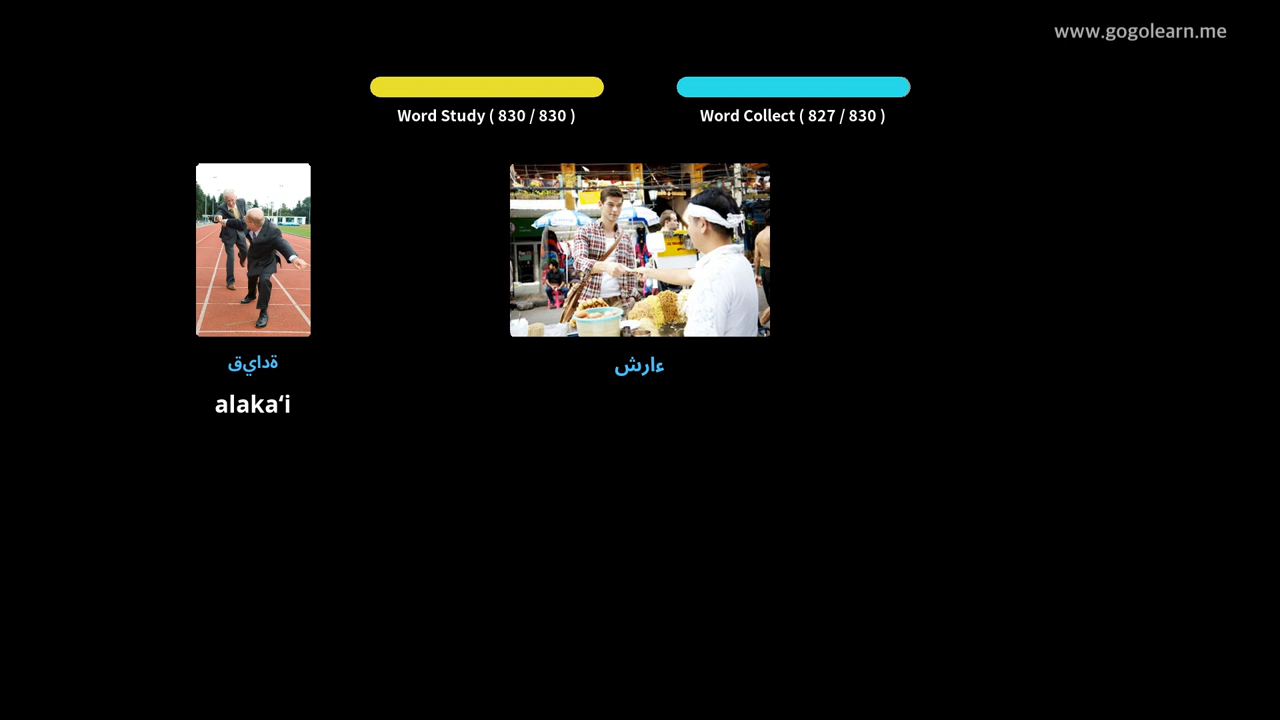 www.gogolearn.me
Word Study ( 830 / 830 )
Word Collect ( 827 / 830 )
ةدايق
alakaʻi
ءارش